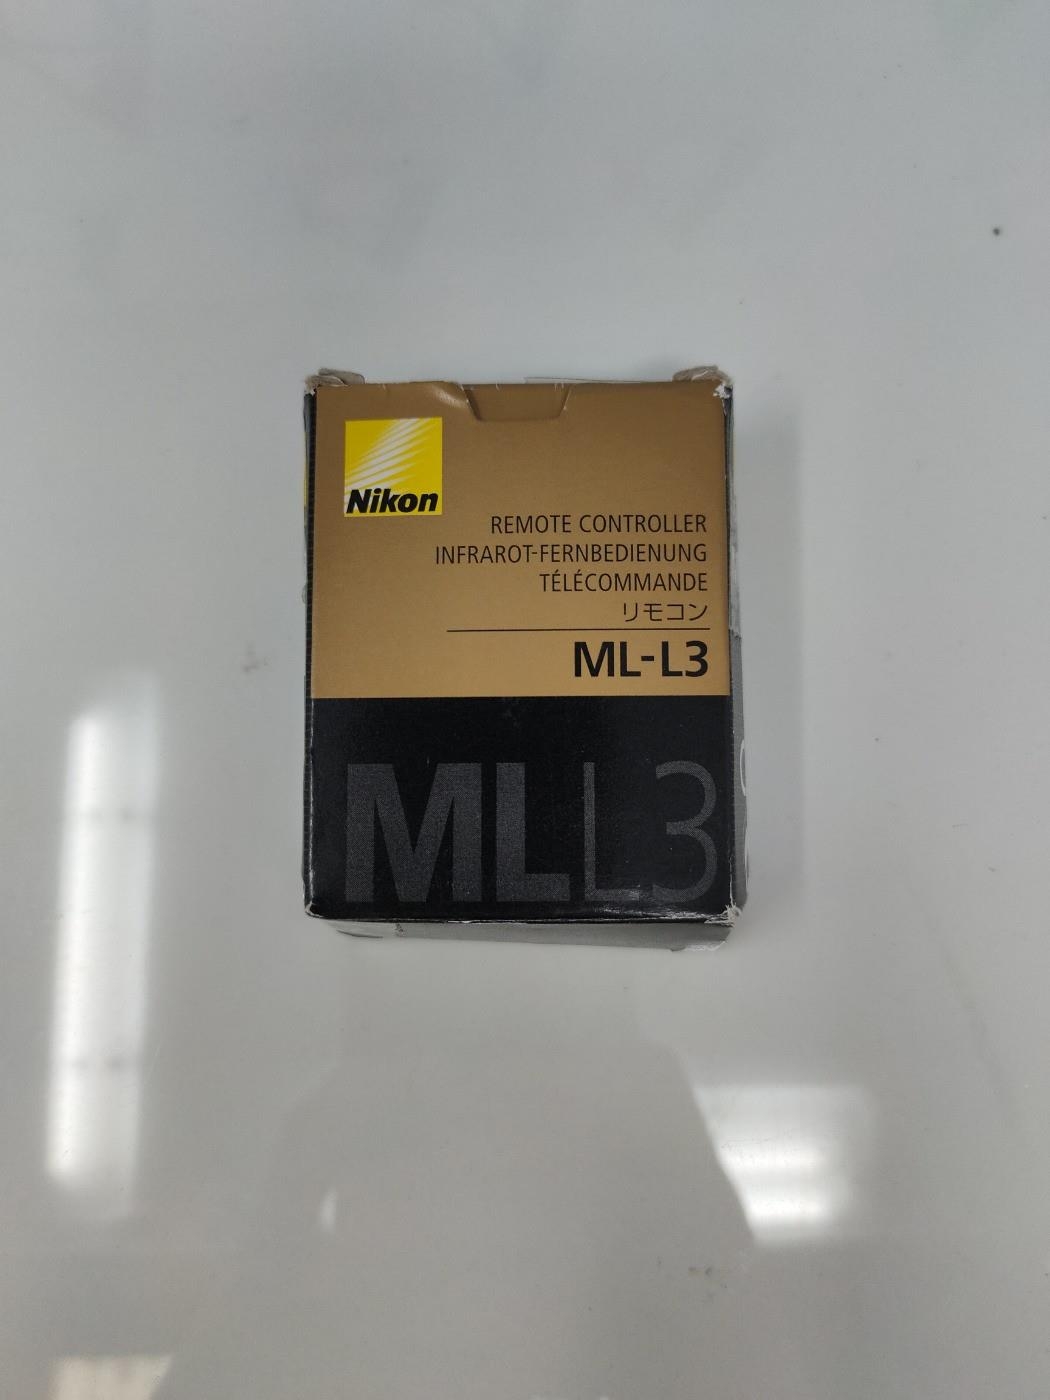 Nikon
REMOTE CONTROLLER
INFRAROT-FERNBEDIENUNG
TÉLÉCOMMANDE
リモコン
ML-L3
MLL3